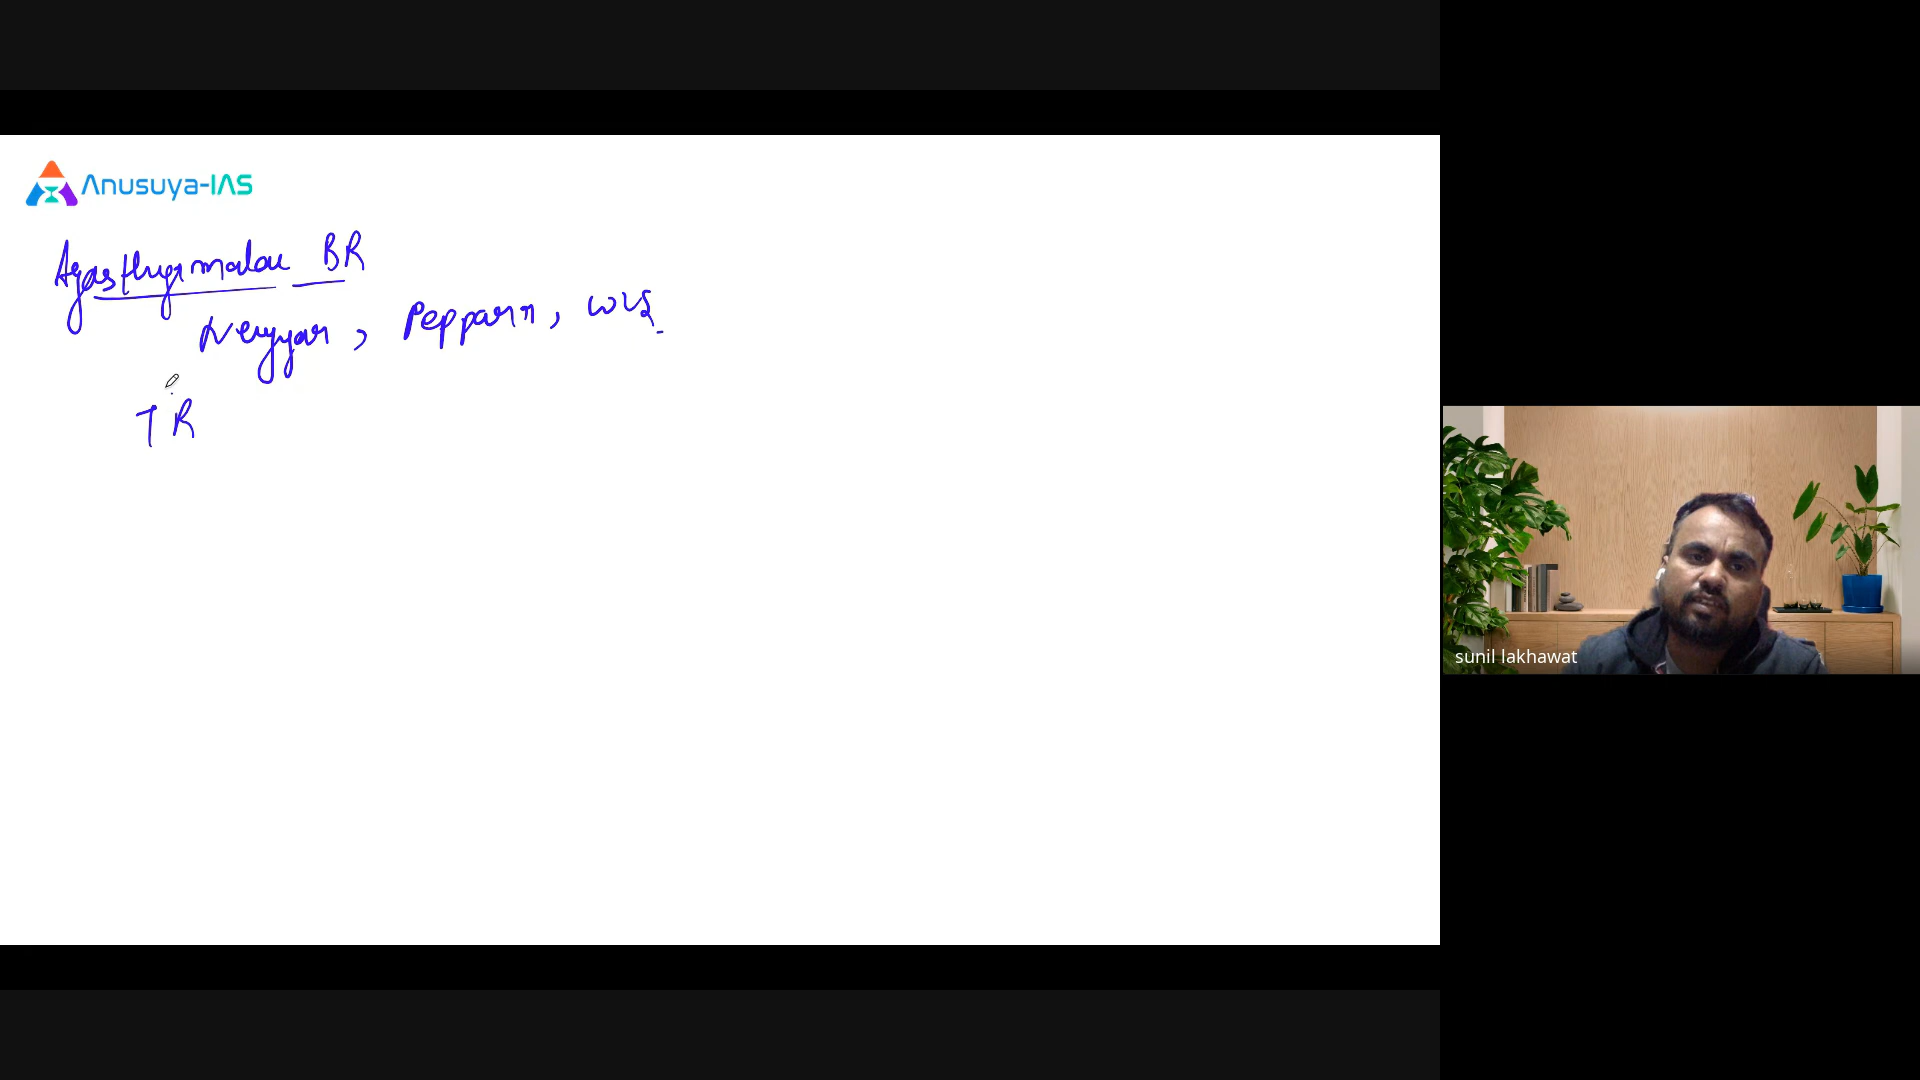 Anusuya-IAS
Agasthyamalai BR
Neyyar, Peppara, WLS
TR
sunil lakhawat